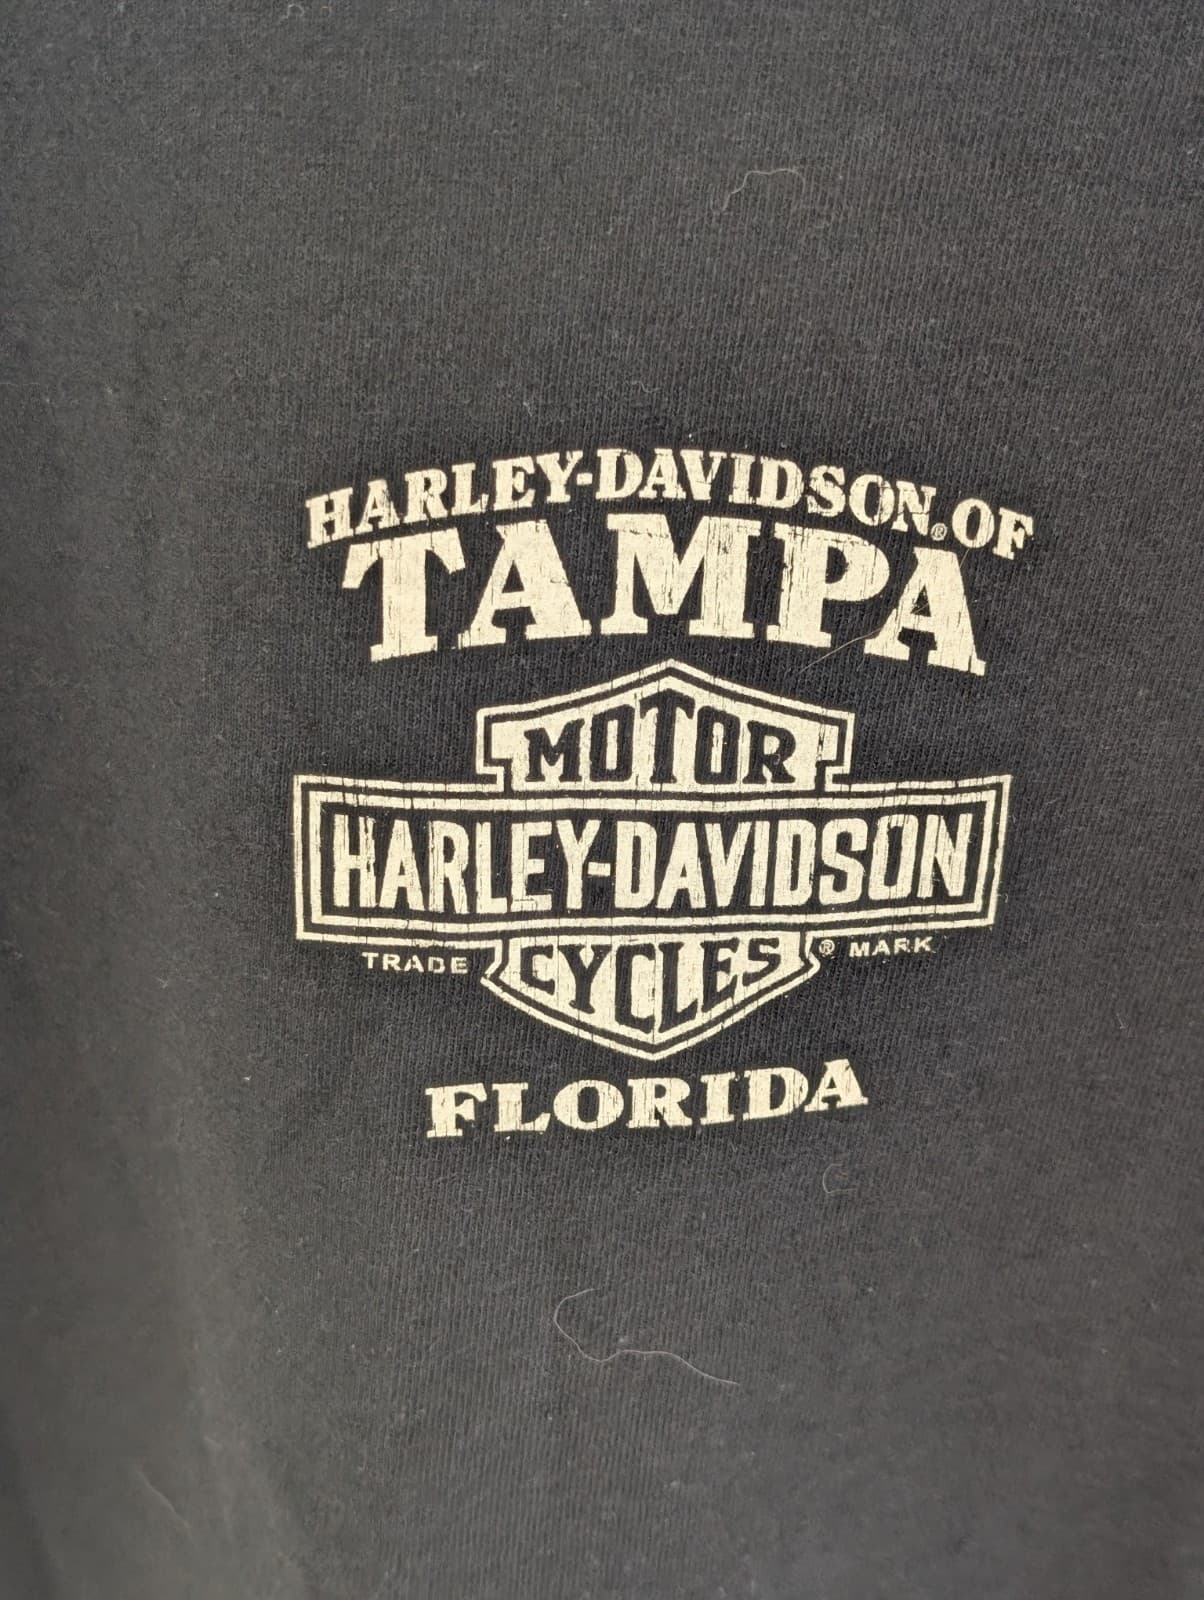 HARLEY-DAVIDSON® OF
TAMPA
MOTOR
HARLEY-DAVIDSON
CYCLES
TRADE ® MARK
FLORIDA